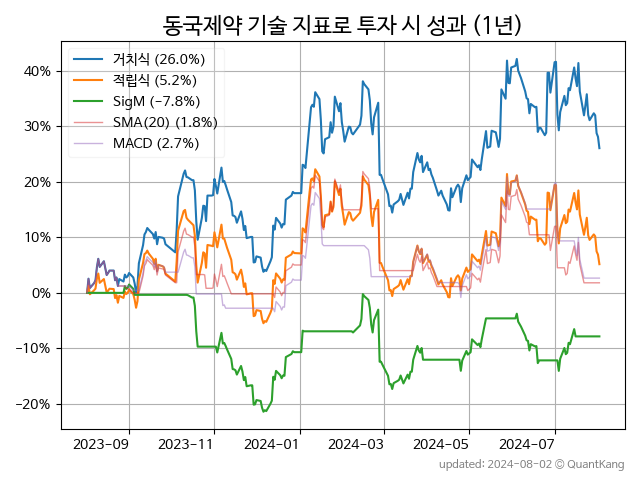 동국제약 기술 지표로 투자 시 성과 (1년)
거치식 (26.0%)
적립식 (5.2%)
SigM (−7.8%)
SMA(20) (1.8%)
MACD (2.7%)
40%
30%
20%
10%
0%
−10%
−20%
2023-09 2023-11 2024-01 2024-03 2024-05 2024-07
updated: 2024-08-02 © QuantKang